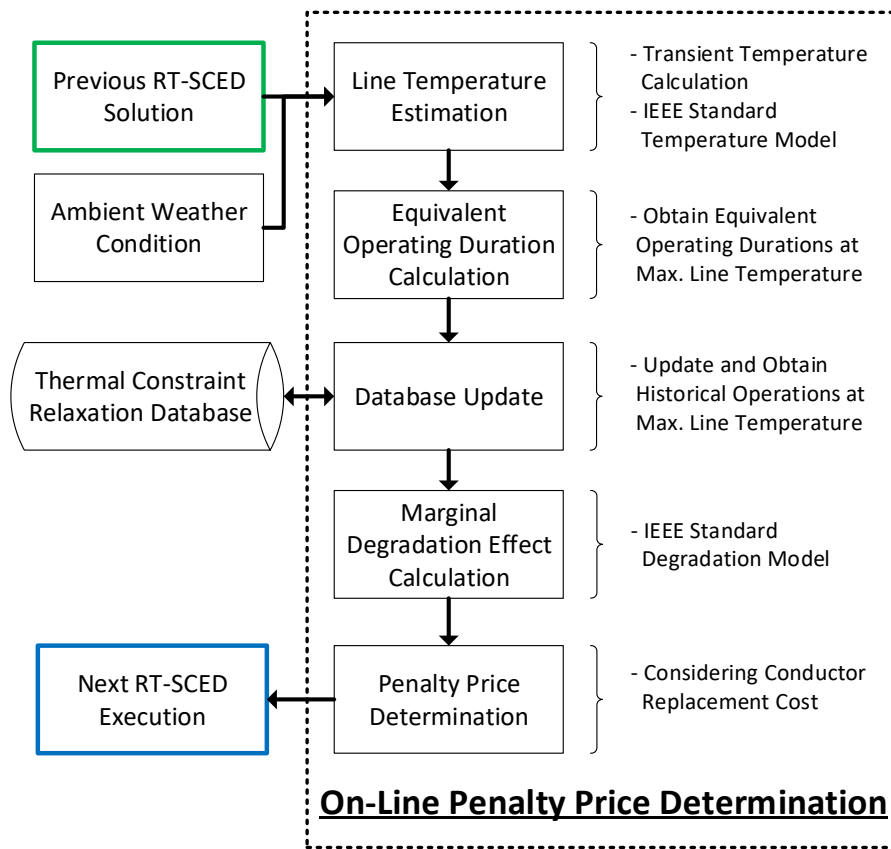 Previous RT-SCED
Solution
Line Temperature
Estimation
- Transient Temperature
Calculation
- IEEE Standard
Temperature Model
Ambient Weather
Condition
Equivalent
Operating Duration
Calculation
- Obtain Equivalent
Operating Durations at
Max. Line Temperature
Thermal Constraint
Relaxation Database
Database Update
- Update and Obtain
Historical Operations at
Max. Line Temperature
Marginal
Degradation Effect
Calculation
- IEEE Standard
Degradation Model
Next RT-SCED
Execution
Penalty Price
Determination
- Considering Conductor
Replacement Cost
On-Line Penalty Price Determination